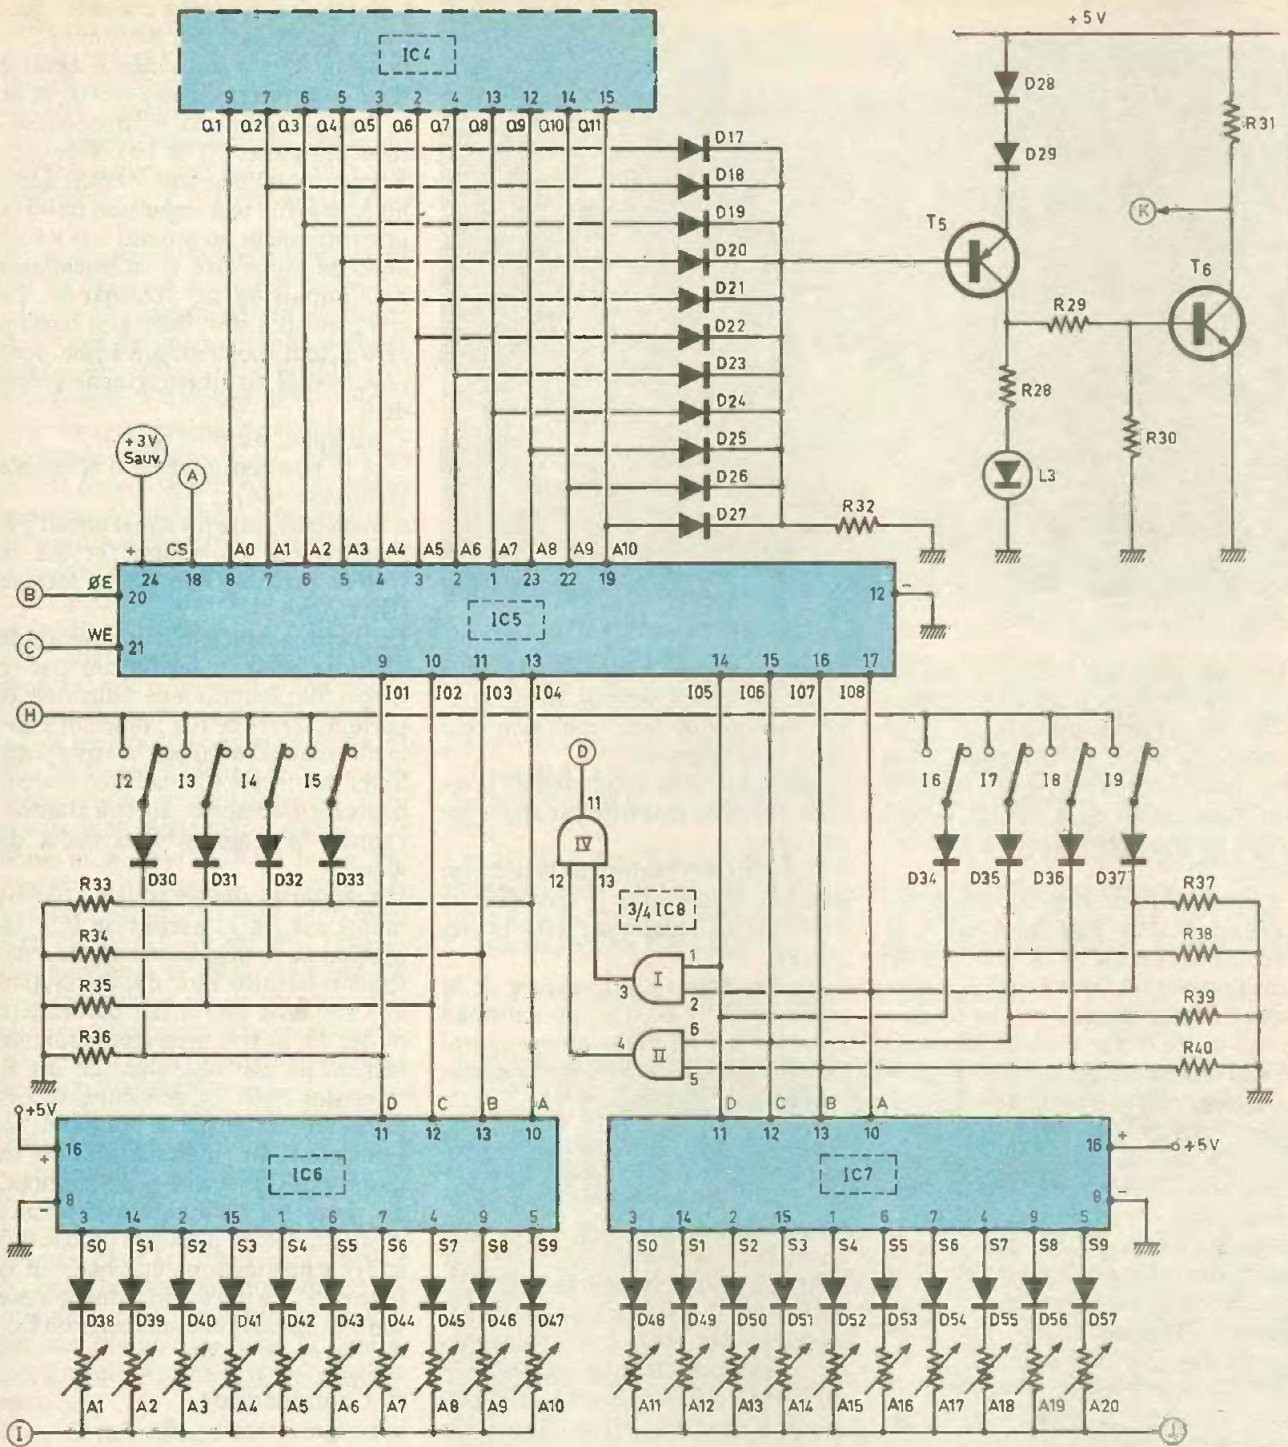 +5V
IC4
9 7 6 5 3 2 4 13 12 14 15
Q1 Q2 Q3 Q4 Q5 Q6 Q7 Q8 Q9 Q10 Q11
D28
R31
D17
D29
D18
K
D19
T5
D20
T6
D21
R29
D22
D23
R28
D24
R30
+3V
Sauv.
A
D25
L3
D26
R32
D27
+ CS A0 A1 A2 A3 A4 A5 A6 A7 A8 A9 A10
24 18 8 7 6 5 4 3 2 1 23 22 19
B ØE 20
12 -
IC5
C WE 21
9 10 11 13 14 15 16 17
I01 I02 I03 I04 I05 I06 I07 I08
H
D
I2 I3 I4 I5
I6 I7 I8 I9
11
IV
D30 D31 D32 D33
12 13
D34 D35 D36 D37
R33
R37
3/4 IC8
R34
R38
1
I
3
2
R35
R39
6
4
II
5
R36
R40
+5V
D C B A
D C B A
11 12 13 10
11 12 13 10
16
+
IC6
IC7
16
+
+5V
8
-
8
-
3 14 2 15 1 6 7 4 9 5
3 14 2 15 1 6 7 4 9 5
S0 S1 S2 S3 S4 S5 S6 S7 S8 S9
S0 S1 S2 S3 S4 S5 S6 S7 S8 S9
D38 D39 D40 D41 D42 D43 D44 D45 D46 D47
D48 D49 D50 D51 D52 D53 D54 D55 D56 D57
A1 A2 A3 A4 A5 A6 A7 A8 A9 A10
A11 A12 A13 A14 A15 A16 A17 A18 A19 A20
I
J